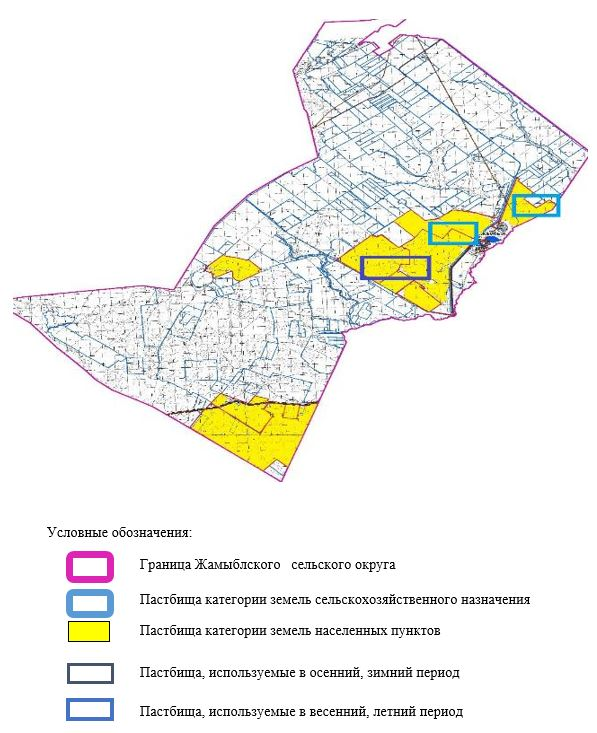 Условные обозначения:
Граница Жамыблского сельского округа
Пастбища категории земель сельскохозяйственного назначения
Пастбища категории земель населенных пунктов
Пастбища, используемые в осенний, зимний период
Пастбища, используемые в весенний, летний период